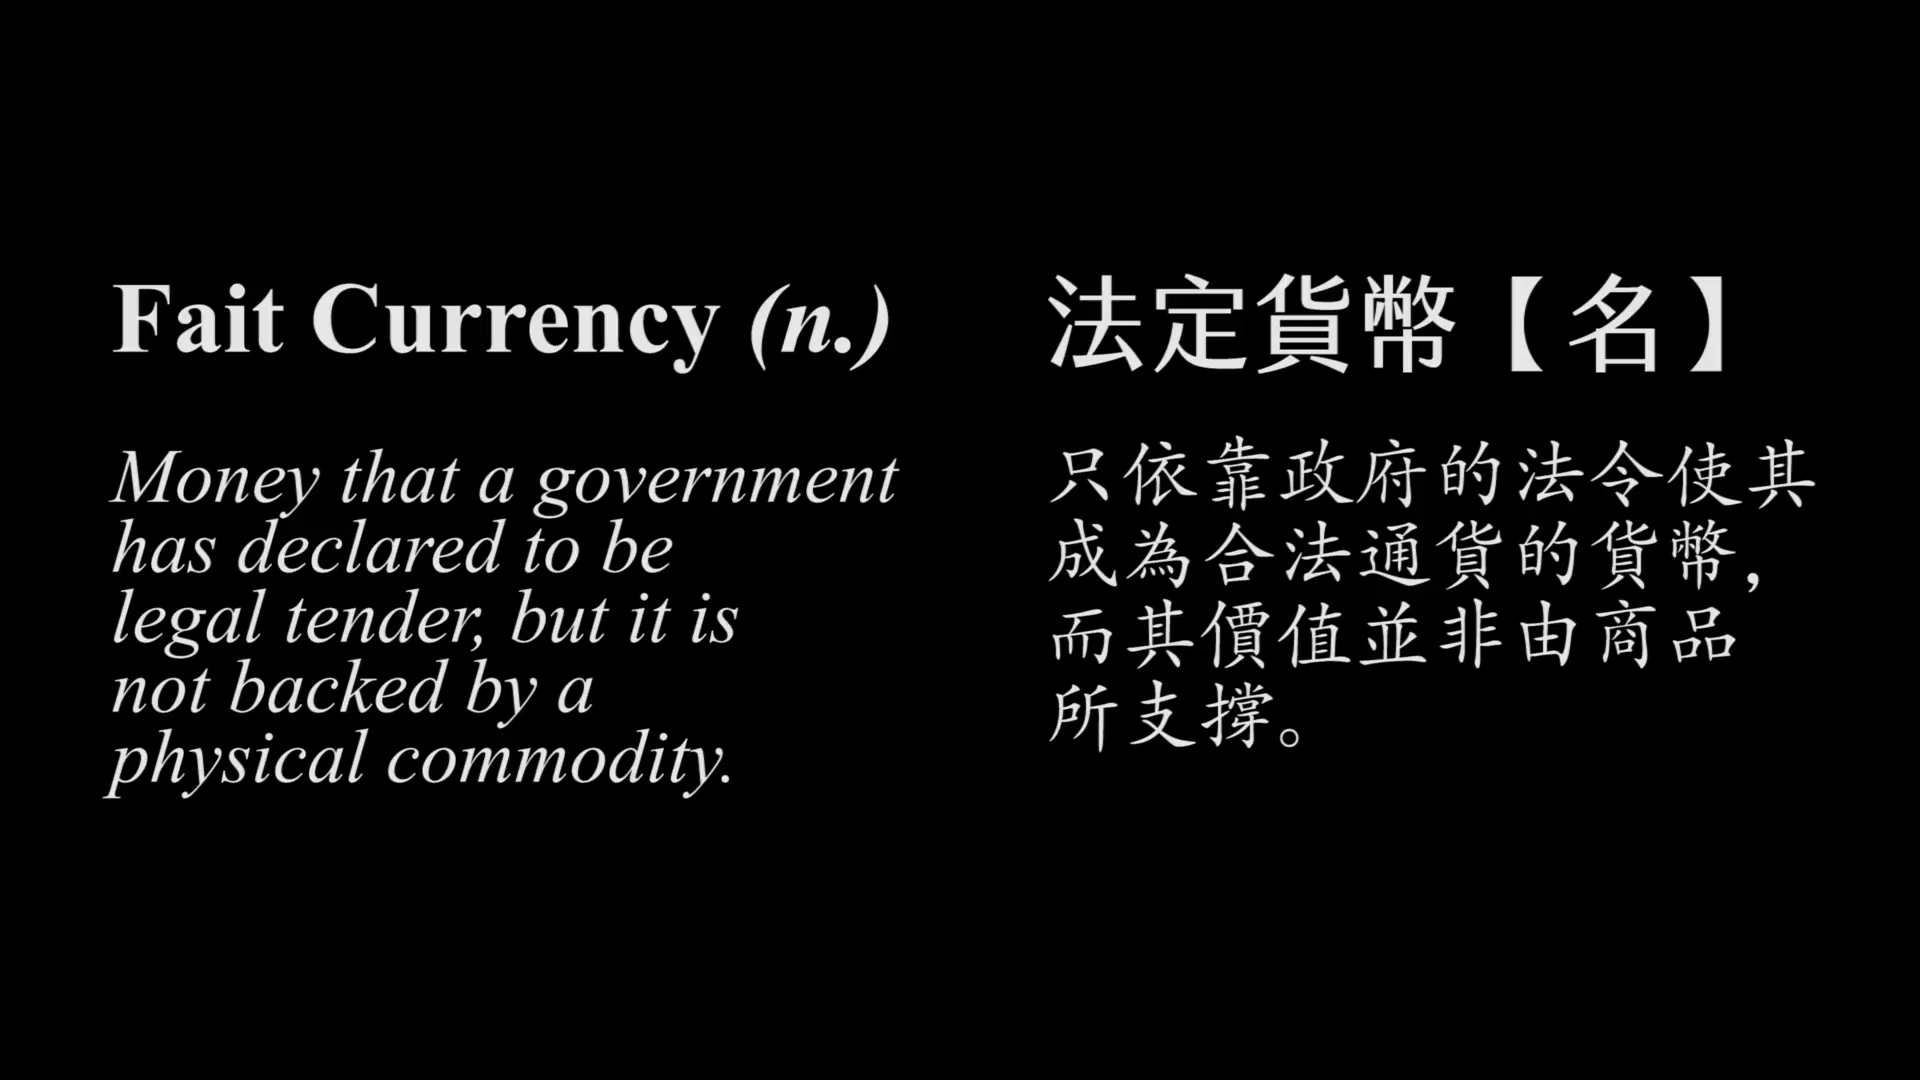 Fait Currency (n.)
Money that a government
has declared to be
legal tender, but it is
not backed by a
physical commodity.
法定貨幣【名】
只依靠政府的法令使其
成為合法通貨的貨幣，
而其價值並非由商品
所支撐。